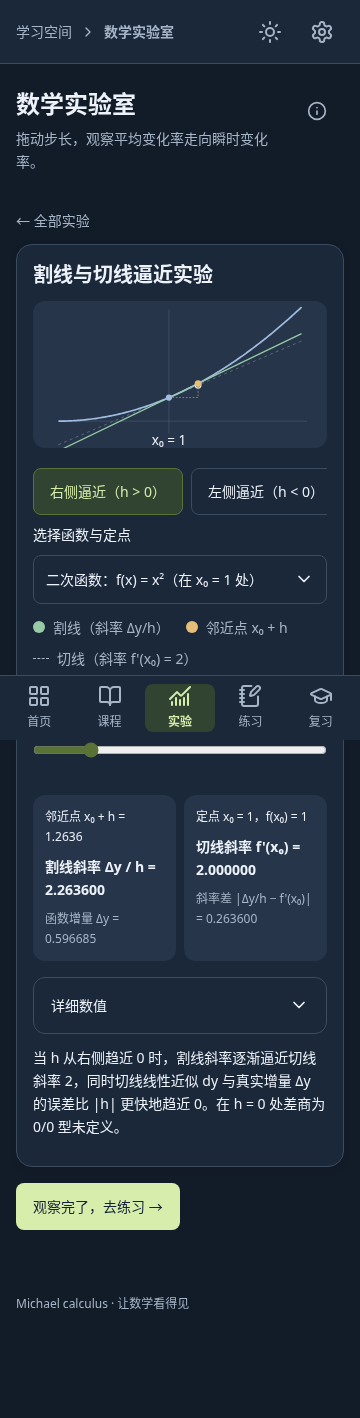 学习空间 > 数学实验室
数学实验室
拖动步长，观察平均变化率走向瞬时变化
率。
← 全部实验
割线与切线逼近实验
x₀ = 1
右侧逼近（h > 0）
左侧逼近（h < 0）
选择函数与定点
二次函数：f(x) = x²（在 x₀ = 1 处）
割线（斜率 Δy/h） 邻近点 x₀ + h
切线（斜率 f'(x₀) = 2）
首页 课程 实验 练习 复习
邻近点 x₀ + h =
1.2636
割线斜率 Δy / h =
2.263600
函数增量 Δy =
0.596685
定点 x₀ = 1，f(x₀) = 1
切线斜率 f'(x₀) =
2.000000
斜率差 |Δy/h − f'(x₀)|
= 0.263600
详细数值
当 h 从右侧趋近 0 时，割线斜率逐渐逼近切线
斜率 2，同时切线线性近似 dy 与真实增量 Δy
的误差比 |h| 更快地趋近 0。在 h = 0 处差商为
0/0 型未定义。
观察完了，去练习 →
Michael calculus · 让数学看得见